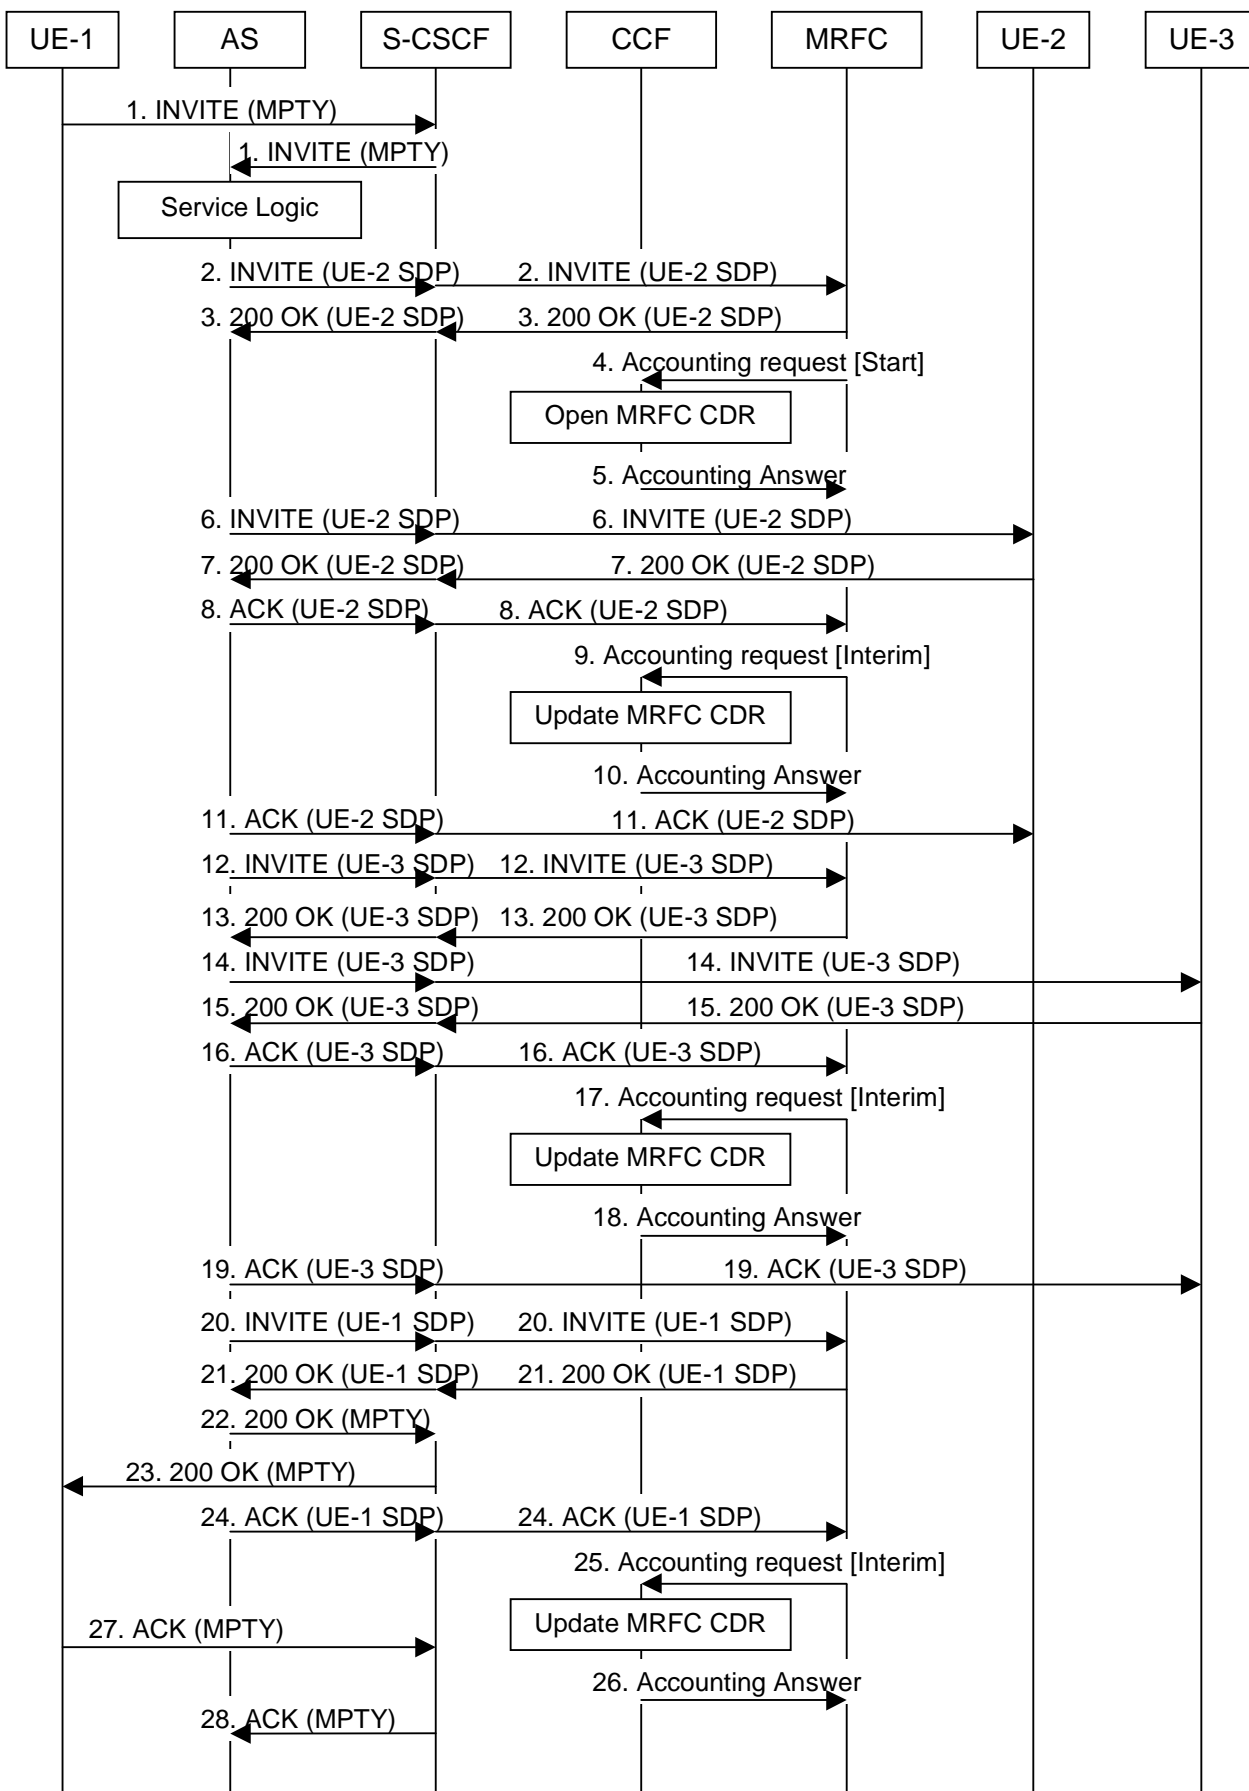 UE-1 AS S-CSCF CCF MRFC UE-2 UE-3
1. INVITE (MPTY)
1. INVITE (MPTY)
Service Logic
2. INVITE (UE-2 SDP) 2. INVITE (UE-2 SDP)
3. 200 OK (UE-2 SDP) 3. 200 OK (UE-2 SDP)
4. Accounting request [Start]
Open MRFC CDR
5. Accounting Answer
6. INVITE (UE-2 SDP) 6. INVITE (UE-2 SDP)
7. 200 OK (UE-2 SDP) 7. 200 OK (UE-2 SDP)
8. ACK (UE-2 SDP) 8. ACK (UE-2 SDP)
9. Accounting request [Interim]
Update MRFC CDR
10. Accounting Answer
11. ACK (UE-2 SDP) 11. ACK (UE-2 SDP)
12. INVITE (UE-3 SDP) 12. INVITE (UE-3 SDP)
13. 200 OK (UE-3 SDP) 13. 200 OK (UE-3 SDP)
14. INVITE (UE-3 SDP) 14. INVITE (UE-3 SDP)
15. 200 OK (UE-3 SDP) 15. 200 OK (UE-3 SDP)
16. ACK (UE-3 SDP) 16. ACK (UE-3 SDP)
17. Accounting request [Interim]
Update MRFC CDR
18. Accounting Answer
19. ACK (UE-3 SDP) 19. ACK (UE-3 SDP)
20. INVITE (UE-1 SDP) 20. INVITE (UE-1 SDP)
21. 200 OK (UE-1 SDP) 21. 200 OK (UE-1 SDP)
22. 200 OK (MPTY)
23. 200 OK (MPTY)
24. ACK (UE-1 SDP) 24. ACK (UE-1 SDP)
25. Accounting request [Interim]
27. ACK (MPTY) Update MRFC CDR
26. Accounting Answer
28. ACK (MPTY)